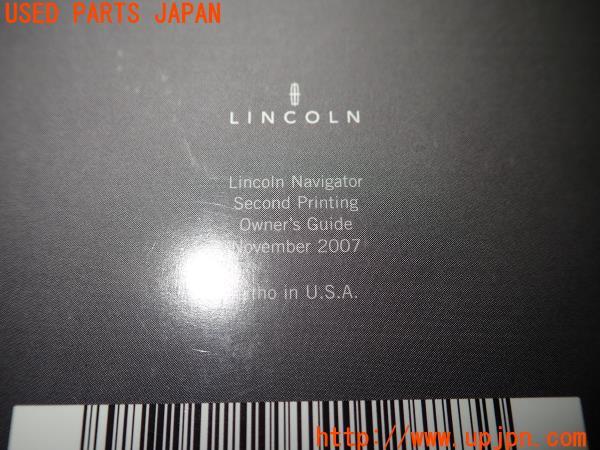 USED PARTS JAPAN
LINCOLN
Lincoln Navigator
Second Printing
Owner's Guide
November 2007
in U.S.A.
http://www.upjpn.com